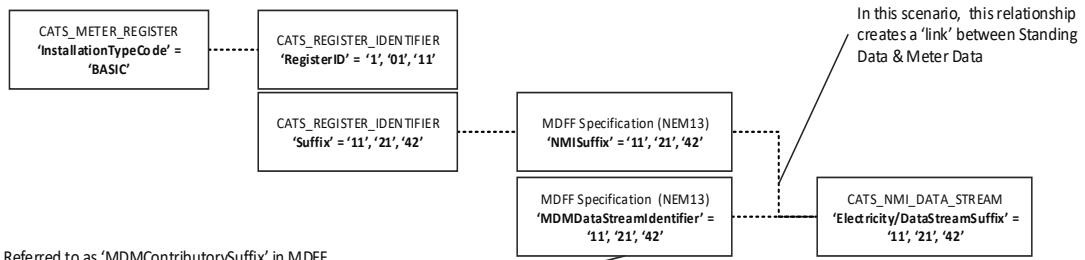 In this scenario, this relationship
creates a ‘link’ between Standing
Data & Meter Data
CATS_METER_REGISTER
‘InstallationTypeCode’ =
‘BASIC’
CATS_REGISTER_IDENTIFIER
‘RegisterID’ = ‘1’, ‘01’, ‘11’
CATS_REGISTER_IDENTIFIER
‘Suffix’ = ‘11’, ‘21’, ‘42’
MDFF Specification (NEM13)
‘NMISuffix’ = ‘11’, ‘21’, ‘42’
MDFF Specification (NEM13)
‘MDMDataStreamIdentifier’ =
‘11’, ‘21’, ‘42’
CATS_NMI_DATA_STREAM
‘Electricity/DataStreamSuffix’ =
‘11’, ‘21’, ‘42’
Referred to as ‘MDMContributorySuffix’ in MDFF